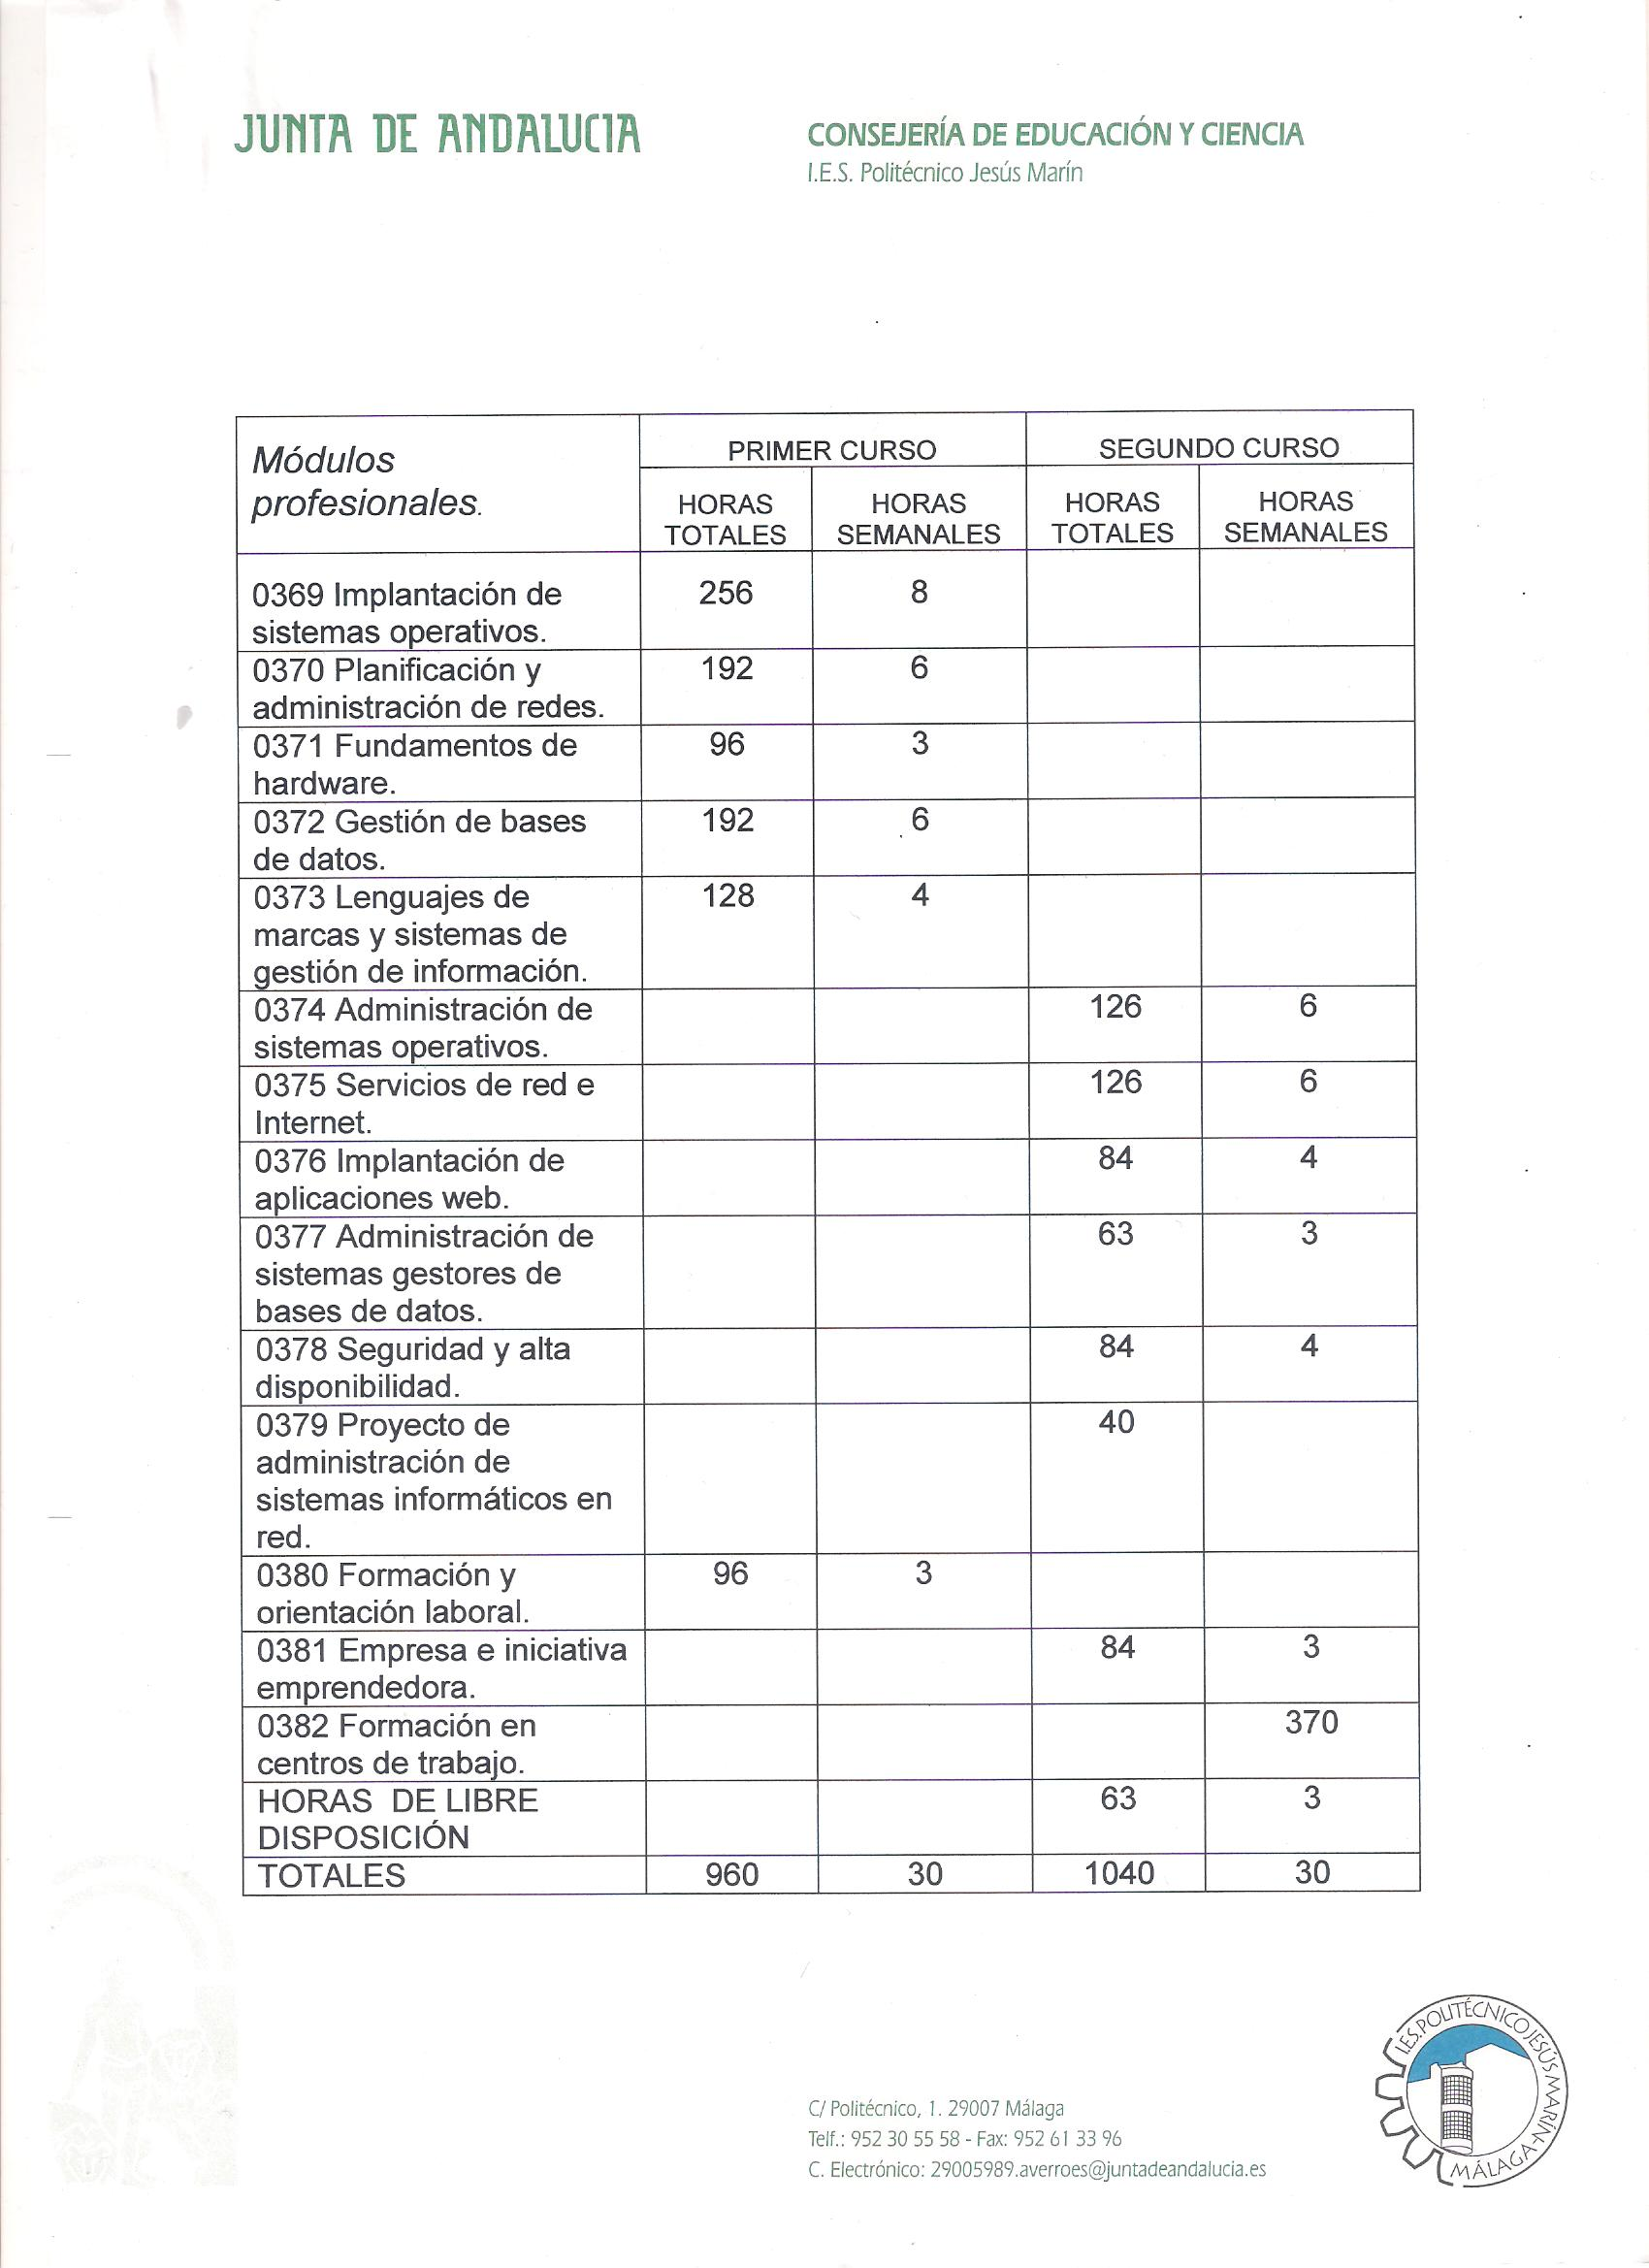 JUNTA DE ANDALUCIA
CONSEJERÍA DE EDUCACIÓN Y CIENCIA
I.E.S. Politécnico Jesús Marín
Módulos
profesionales.
PRIMER CURSO
SEGUNDO CURSO
HORAS TOTALES
HORAS SEMANALES
HORAS TOTALES
HORAS SEMANALES
0369 Implantación de 256 8
sistemas operativos.
0370 Planificación y 192 6
administración de redes.
0371 Fundamentos de 96 3
hardware.
0372 Gestión de bases 192 6
de datos.
0373 Lenguajes de 128 4
marcas y sistemas de
gestión de información.
0374 Administración de 126 6
sistemas operativos.
0375 Servicios de red e 126 6
Internet.
0376 Implantación de 84 4
aplicaciones web.
0377 Administración de 63 3
sistemas gestores de
bases de datos.
0378 Seguridad y alta 84 4
disponibilidad.
0379 Proyecto de 40
administración de
sistemas informáticos en
red.
0380 Formación y 96 3
orientación laboral.
0381 Empresa e iniciativa 84 3
emprendedora.
0382 Formación en 370
centros de trabajo.
HORAS DE LIBRE 63 3
DISPOSICIÓN
TOTALES 960 30 1040 30
C/ Politécnico, 1. 29007 Málaga
Telf.: 952 30 55 58 - Fax: 952 61 33 96
C. Electrónico: 29005989.averroes@juntadeandalucia.es
I.E.S. POLITÉCNICO JESÚS MARÍN-MÁLAGA-